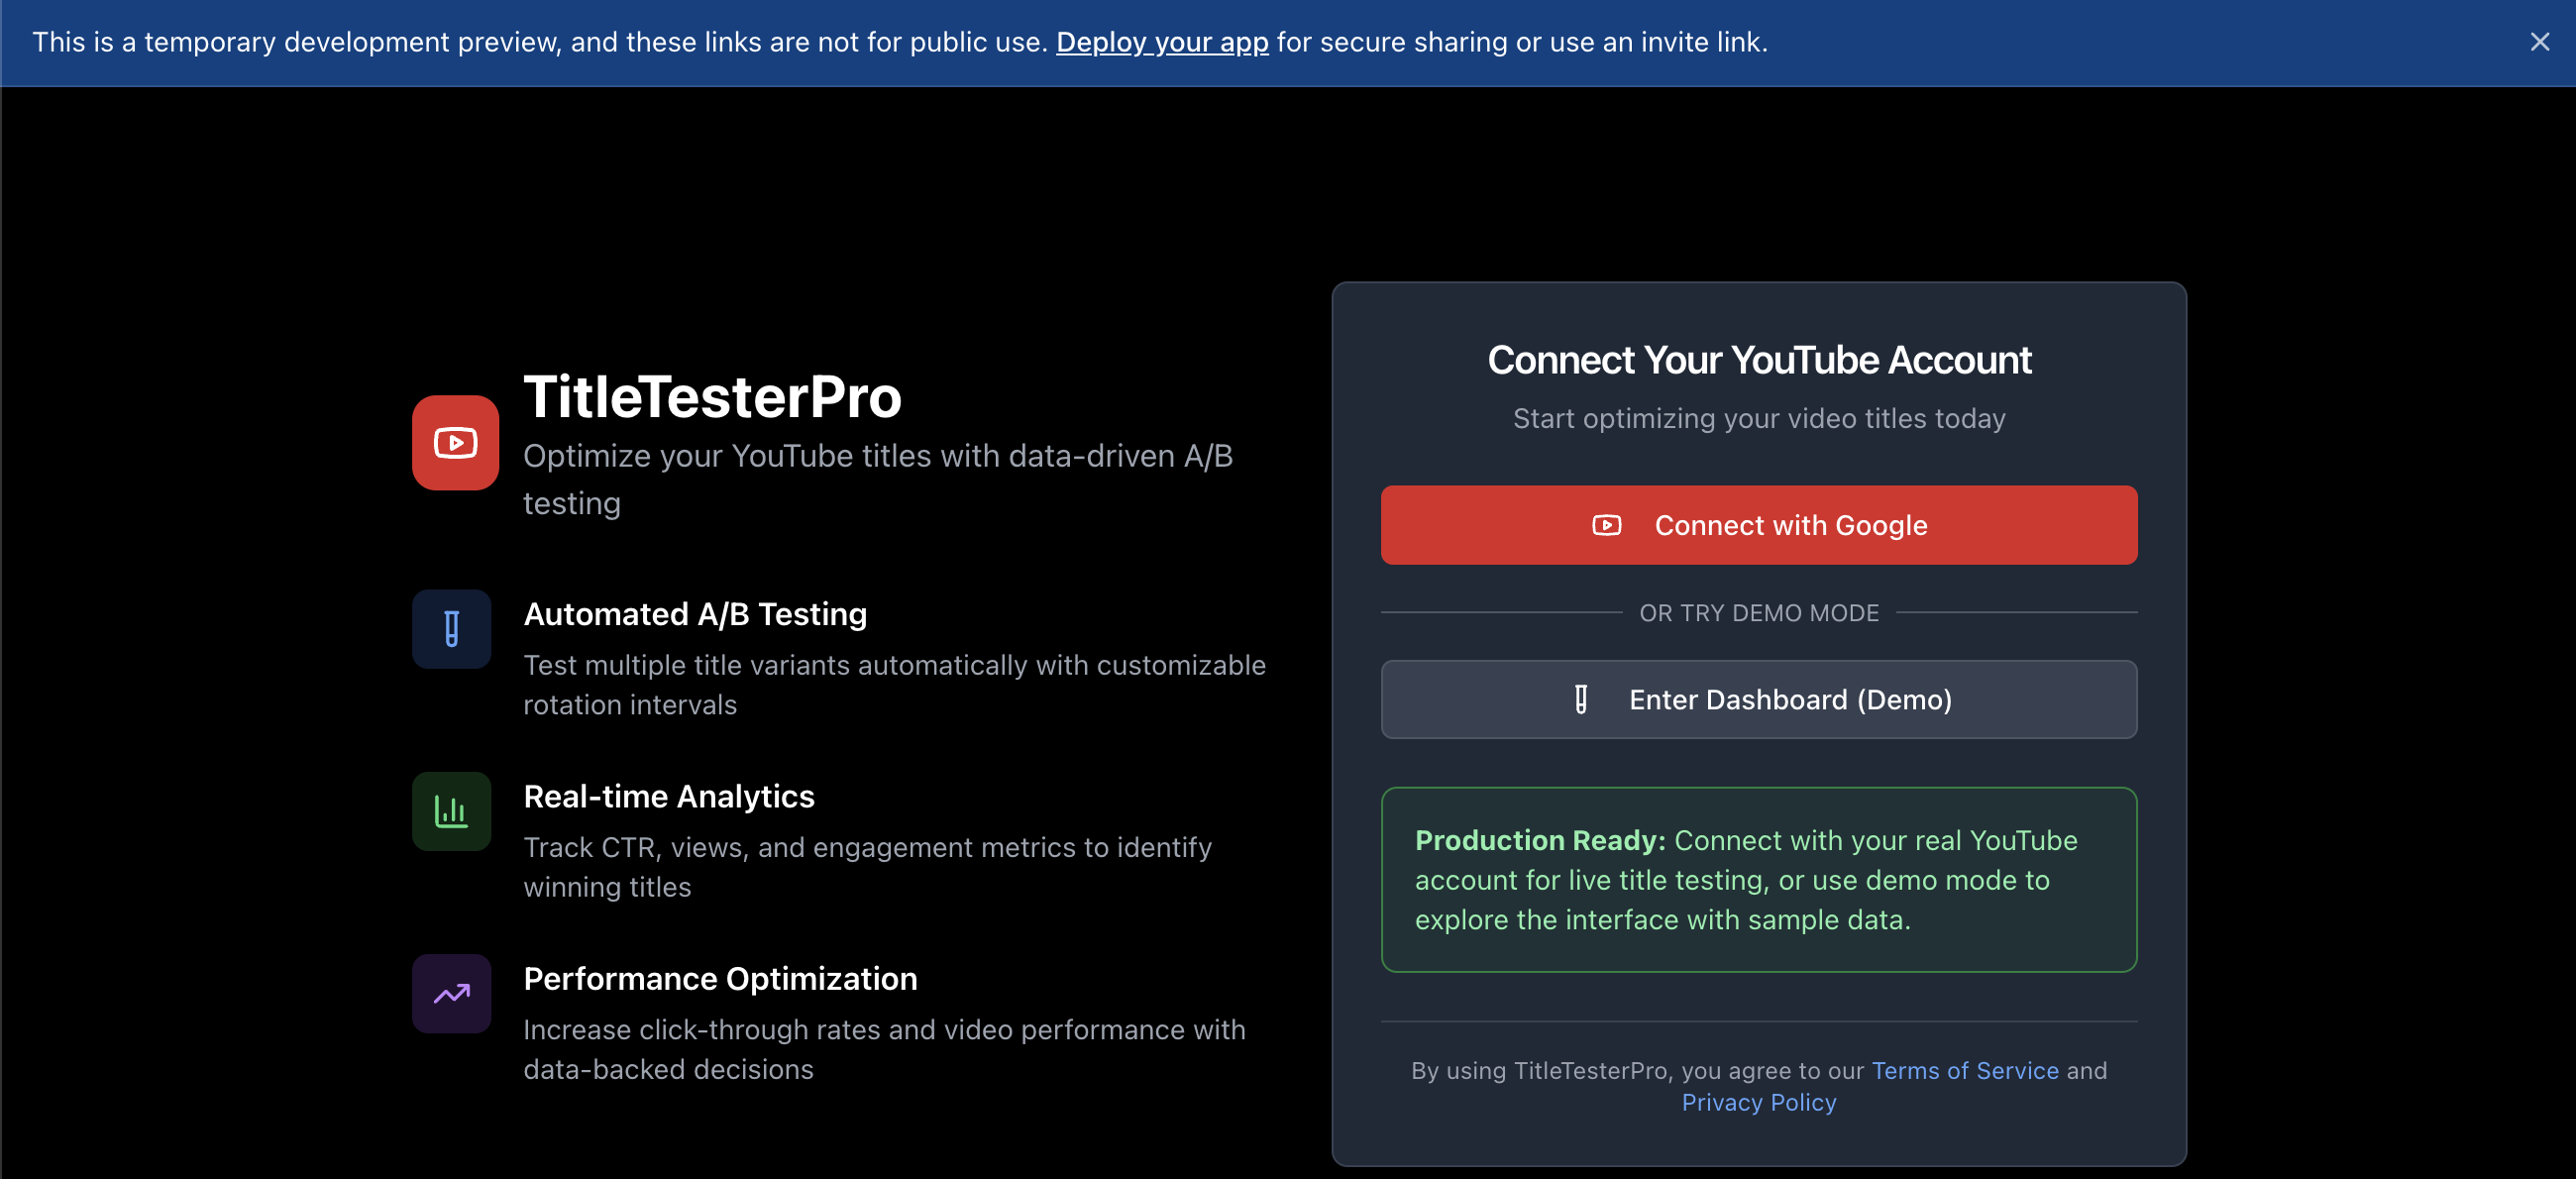 This is a temporary development preview, and these links are not for public use. Deploy your app for secure sharing or use an invite link.
TitleTesterPro
Optimize your YouTube titles with data-driven A/B
testing
Automated A/B Testing
Test multiple title variants automatically with customizable
rotation intervals
Real-time Analytics
Track CTR, views, and engagement metrics to identify
winning titles
Performance Optimization
Increase click-through rates and video performance with
data-backed decisions
Connect Your YouTube Account
Start optimizing your video titles today
Connect with Google
OR TRY DEMO MODE
Enter Dashboard (Demo)
Production Ready: Connect with your real YouTube
account for live title testing, or use demo mode to
explore the interface with sample data.
By using TitleTesterPro, you agree to our Terms of Service and
Privacy Policy